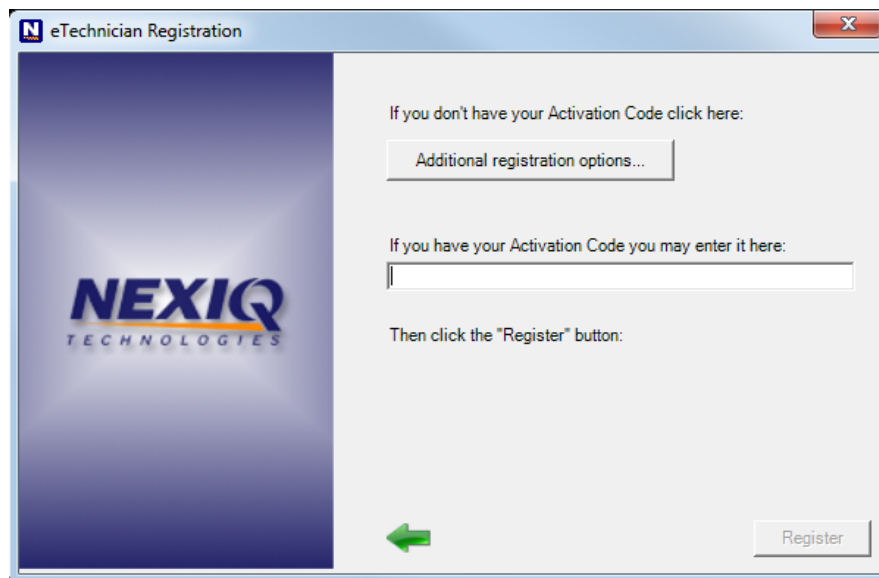 N eTechnician Registration
X
If you don't have your Activation Code click here:
Additional registration options...
If you have your Activation Code you may enter it here:
NEXIQ
TECHNOLOGIES
Then click the "Register" button:
Register